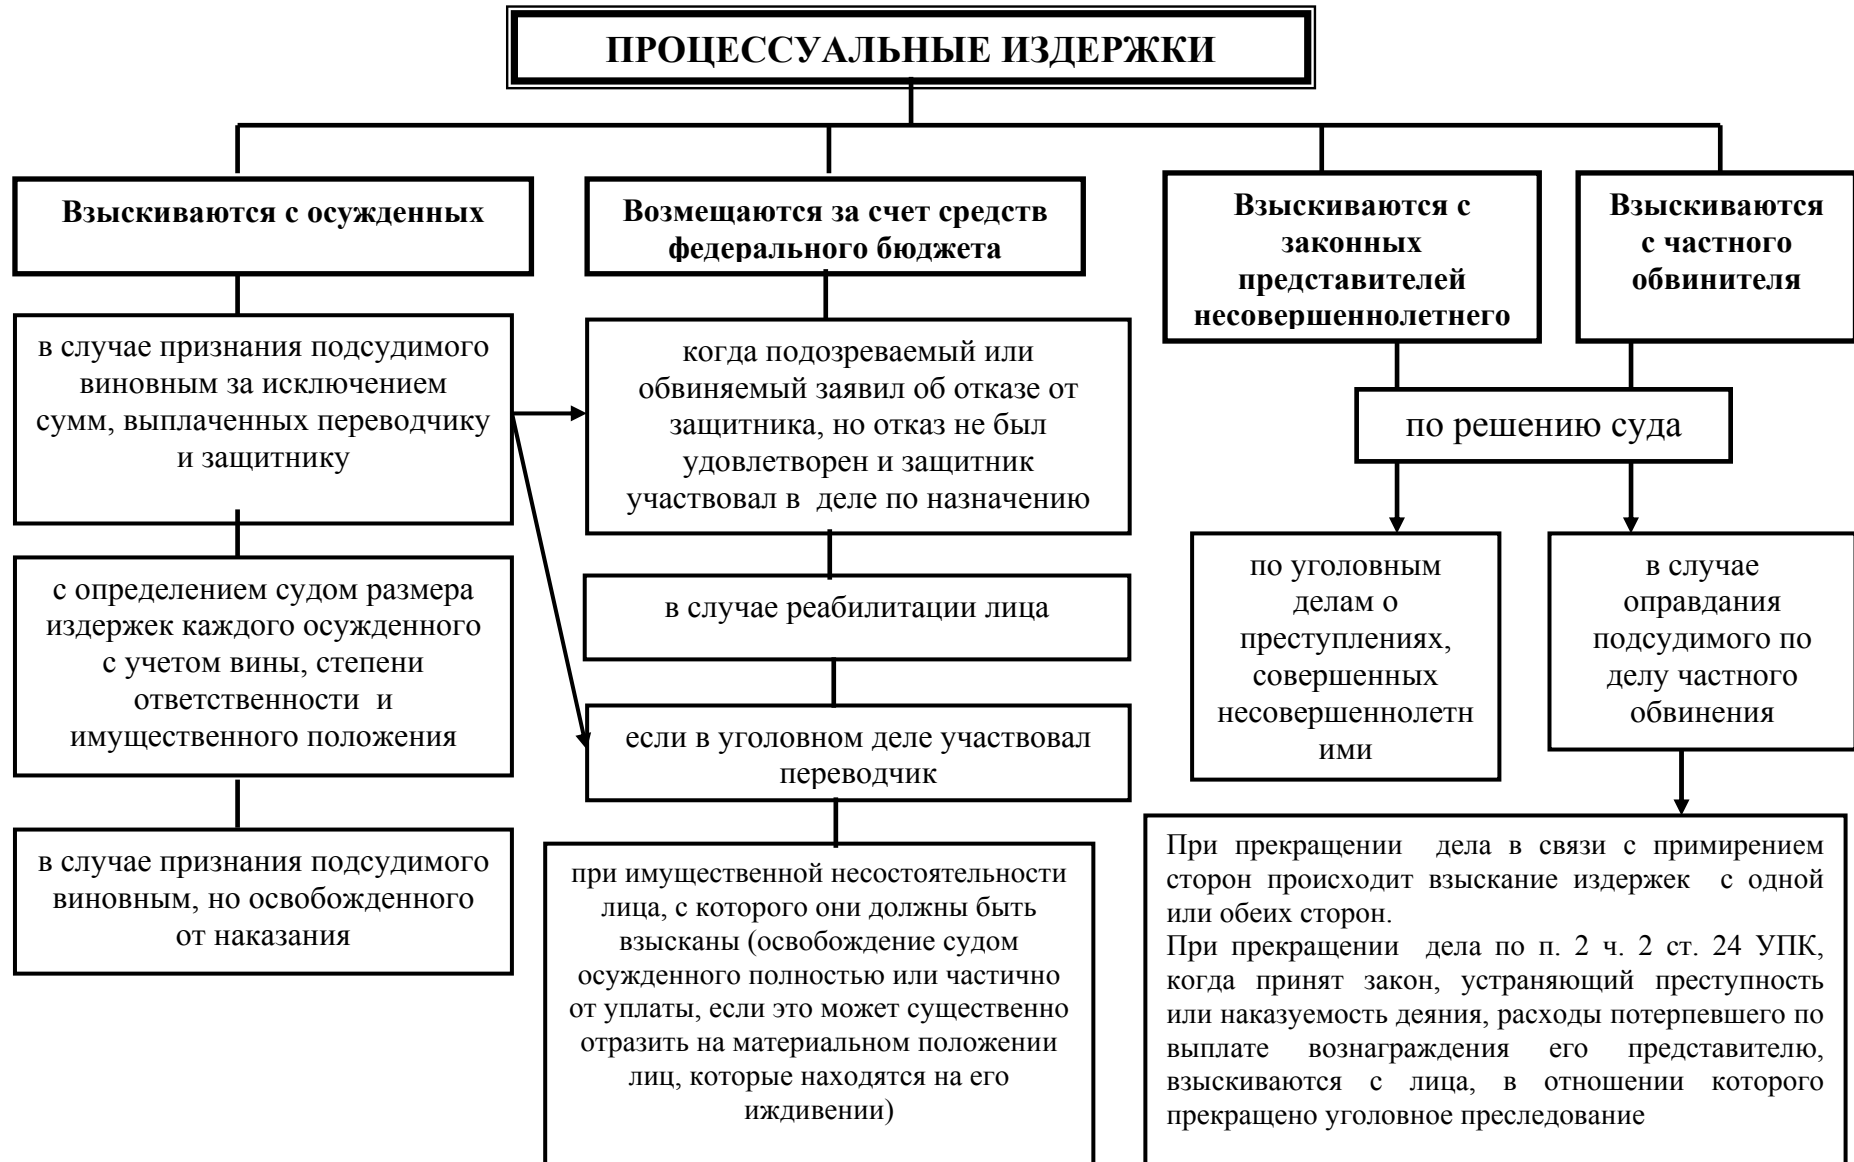 ПРОЦЕССУАЛЬНЫЕ ИЗДЕРЖКИ
Взыскиваются с осужденных
в случае признания подсудимого
виновным за исключением
сумм, выплаченных переводчику
и защитнику
с определением судом размера
издержек каждого осужденного
с учетом вины, степени
ответственности и
имущественного положения
в случае признания подсудимого
виновным, но освобожденного
от наказания
Возмещаются за счет средств
федерального бюджета
когда подозреваемый или
обвиняемый заявил об отказе от
защитника, но отказ не был
удовлетворен и защитник
участвовал в деле по назначению
в случае реабилитации лица
если в уголовном деле участвовал
переводчик
при имущественной несостоятельности
лица, с которого они должны быть
взысканы (освобождение судом
осужденного полностью или частично
от уплаты, если это может существенно
отразить на материальном положении
лиц, которые находятся на его
иждивении)
Взыскиваются с
законных
представителей
несовершеннолетнего
Взыскиваются
с частного
обвинителя
по решению суда
по уголовным
делам о
преступлениях,
совершенных
несовершеннолетн
ими
в случае
оправдания
подсудимого по
делу частного
обвинения
При прекращении дела в связи с примирением
сторон происходит взыскание издержек с одной
или обеих сторон.
При прекращении дела по п. 2 ч. 2 ст. 24 УПК,
когда принят закон, устраняющий преступность
или наказуемость деяния, расходы потерпевшего по
выплате вознаграждения его представителю,
взыскиваются с лица, в отношении которого
прекращено уголовное преследование